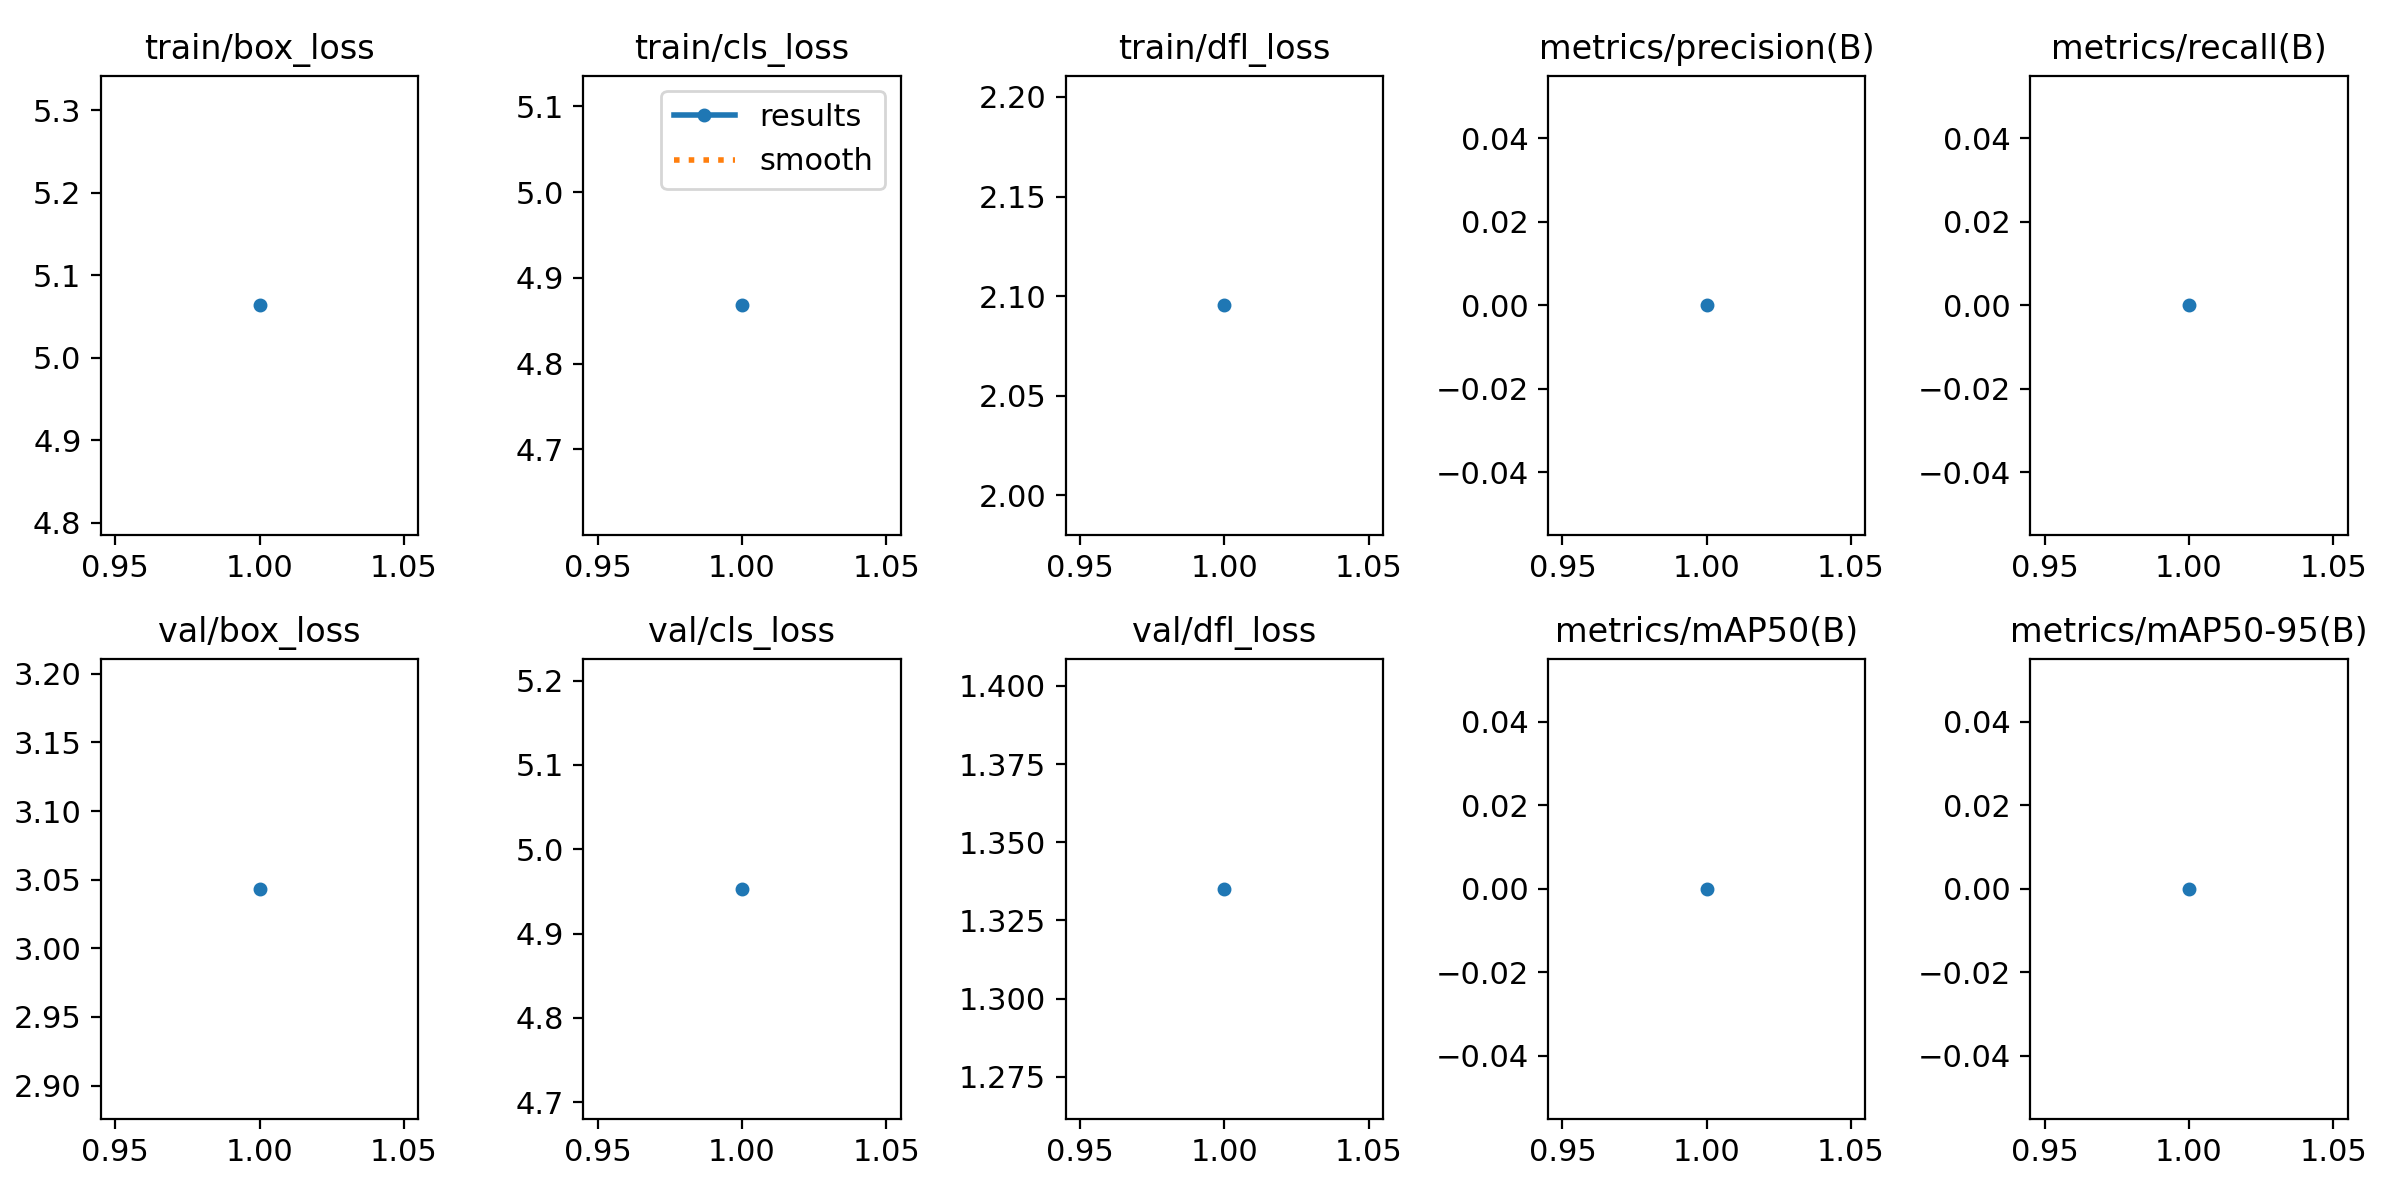 train/box_loss
5.3
5.2
5.1
5.0
4.9
4.8
0.95 1.00 1.05
train/cls_loss
results
smooth
5.1
5.0
4.9
4.8
4.7
0.95 1.00 1.05
train/dfl_loss
2.20
2.15
2.10
2.05
2.00
0.95 1.00 1.05
metrics/precision(B)
0.04
0.02
0.00
−0.02
−0.04
0.95 1.00 1.05
metrics/recall(B)
0.04
0.02
0.00
−0.02
−0.04
0.95 1.00 1.05
val/box_loss
3.20
3.15
3.10
3.05
3.00
2.95
2.90
0.95 1.00 1.05
val/cls_loss
5.2
5.1
5.0
4.9
4.8
4.7
0.95 1.00 1.05
val/dfl_loss
1.400
1.375
1.350
1.325
1.300
1.275
0.95 1.00 1.05
metrics/mAP50(B)
0.04
0.02
0.00
−0.02
−0.04
0.95 1.00 1.05
metrics/mAP50-95(B)
0.04
0.02
0.00
−0.02
−0.04
0.95 1.00 1.05